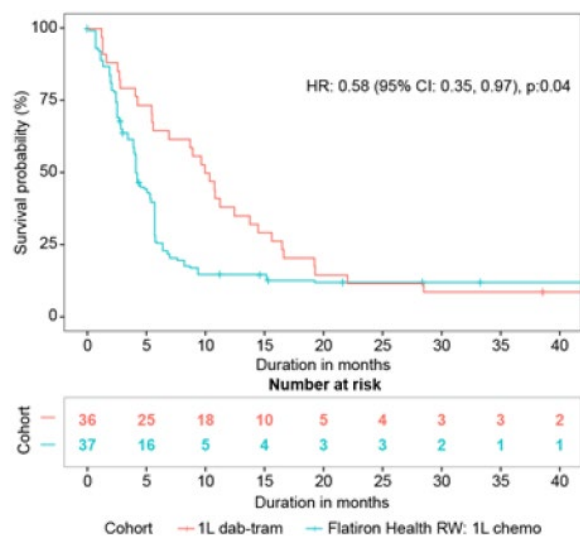 100
75
50
25
0
Survival probability (%)
HR: 0.58 (95% CI: 0.35, 0.97), p:0.04
0 5 10 15 20 25 30 35 40
Duration in months
Number at risk
Cohort
36 25 18 10 5 4 3 3 2
37 16 5 4 3 3 2 1 1
0 5 10 15 20 25 30 35 40
Duration in months
Cohort 1L dab-tram Flatiron Health RW: 1L chemo